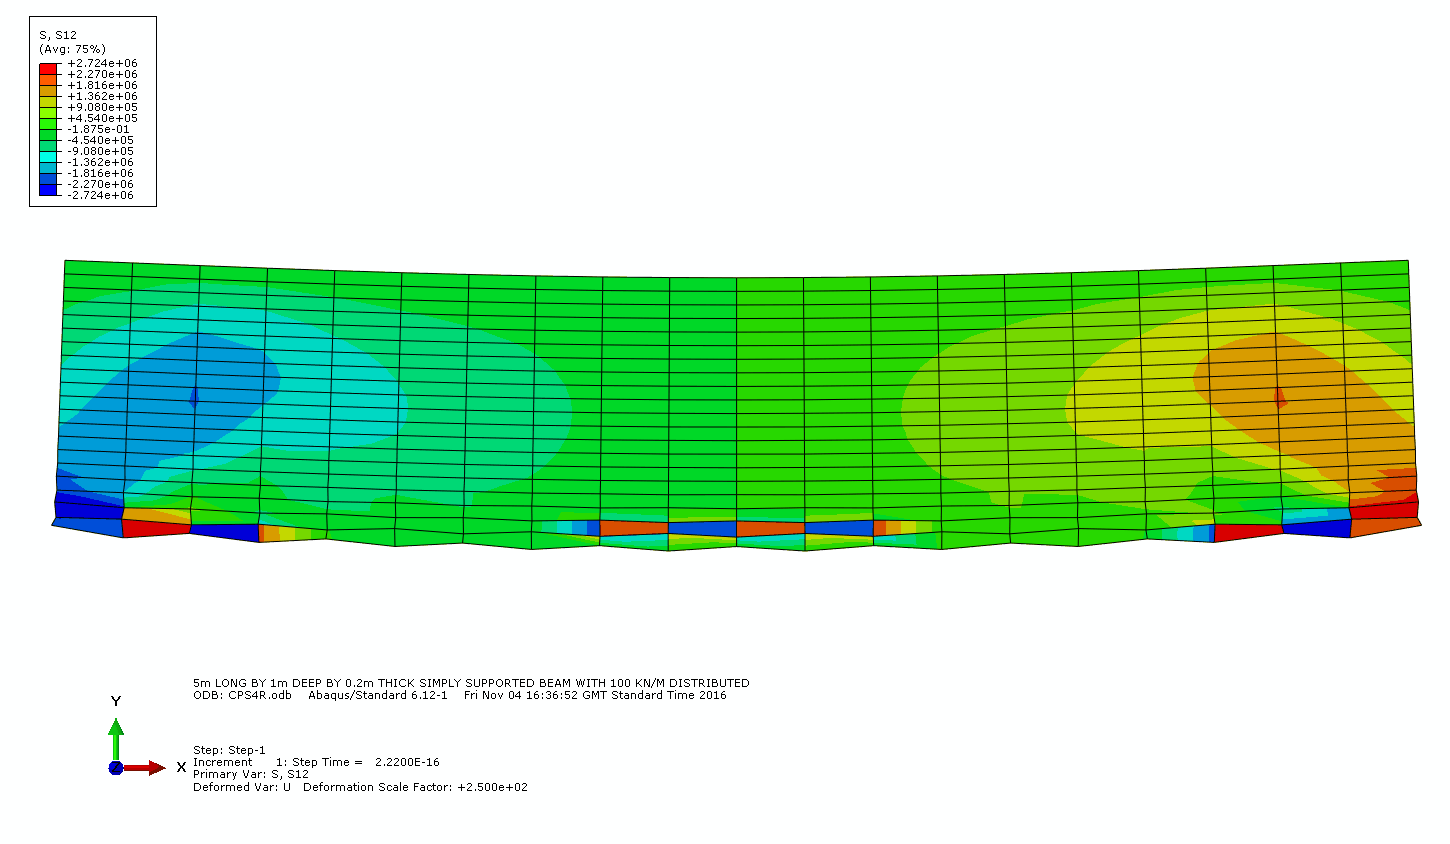 S, S12
(Avg: 75%)
+2.724e+06
+2.270e+06
+1.816e+06
+1.362e+06
+9.080e+05
+4.540e+05
-1.875e-01
-4.540e+05
-9.080e+05
-1.362e+06
-1.816e+06
-2.270e+06
-2.724e+06
5m LONG BY 1m DEEP BY 0.2m THICK SIMPLY SUPPORTED BEAM WITH 100 KN/M DISTRIBUTED
ODB: CPS4R.odb    Abaqus/Standard 6.12-1    Fri Nov 04 16:36:52 GMT Standard Time 2016
Y
X
Step: Step-1
Increment      1: Step Time =   2.2200E-16
Primary Var: S, S12
Deformed Var: U   Deformation Scale Factor: +2.500e+02